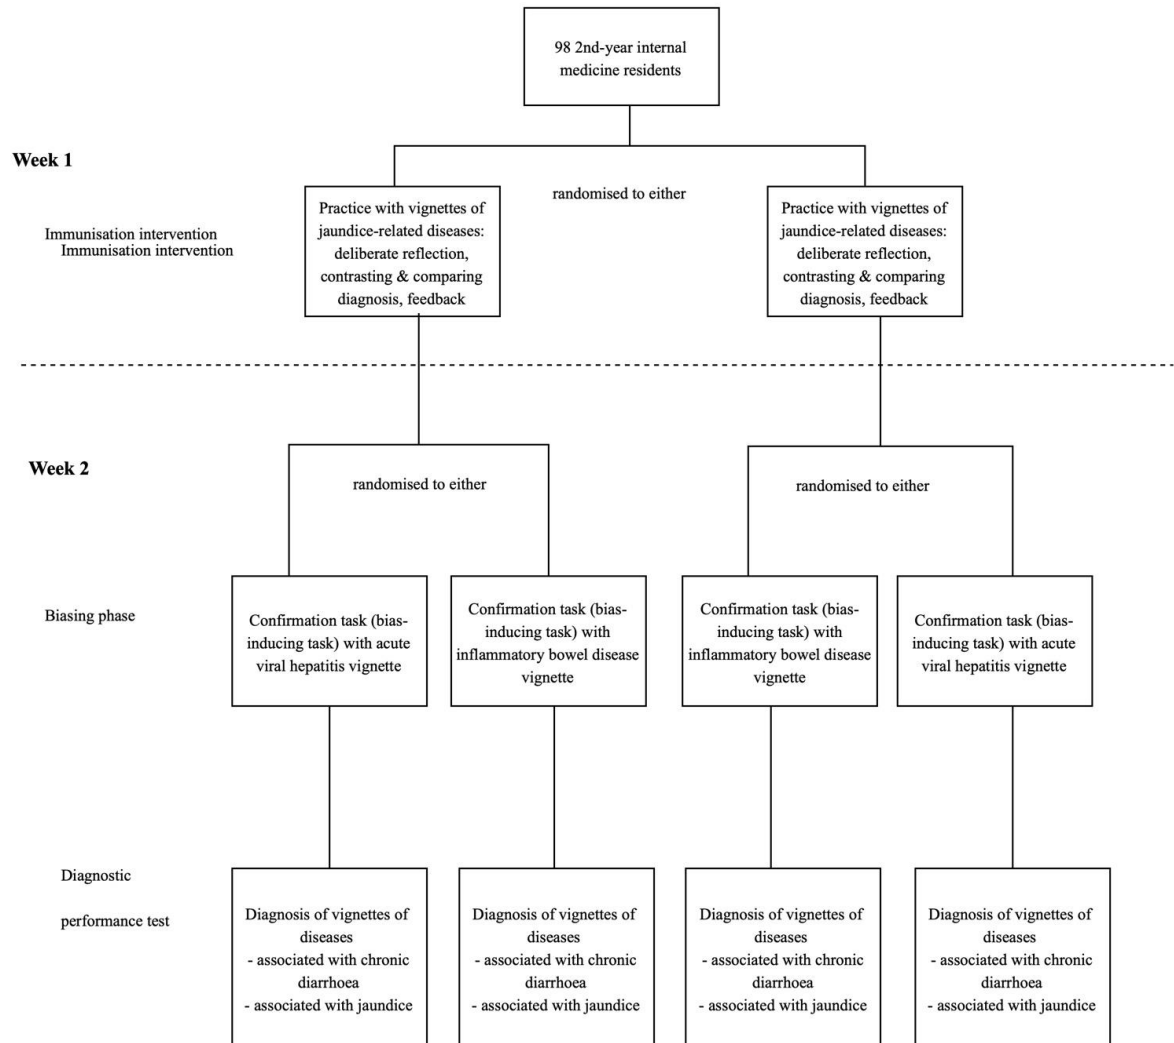 98 2nd-year internal
medicine residents
Week 1
randomised to either
Immunisation intervention
Immunisation intervention
Practice with vignettes of
jaundice-related diseases:
deliberate reflection,
contrasting & comparing
diagnosis, feedback
Practice with vignettes of
jaundice-related diseases:
deliberate reflection,
contrasting & comparing
diagnosis, feedback
Week 2
randomised to either
randomised to either
Biasing phase
Confirmation task (bias-
inducing task) with acute
viral hepatitis vignette
Confirmation task (bias-
inducing task) with
inflammatory bowel disease
vignette
Confirmation task (bias-
inducing task) with
inflammatory bowel disease
vignette
Confirmation task (bias-
inducing task) with acute
viral hepatitis vignette
Diagnostic
performance test
Diagnosis of vignettes of
diseases
- associated with chronic
diarrhoea
- associated with jaundice
Diagnosis of vignettes of
diseases
- associated with chronic
diarrhoea
- associated with jaundice
Diagnosis of vignettes of
diseases
- associated with chronic
diarrhoea
- associated with jaundice
Diagnosis of vignettes of
diseases
- associated with chronic
diarrhoea
- associated with jaundice